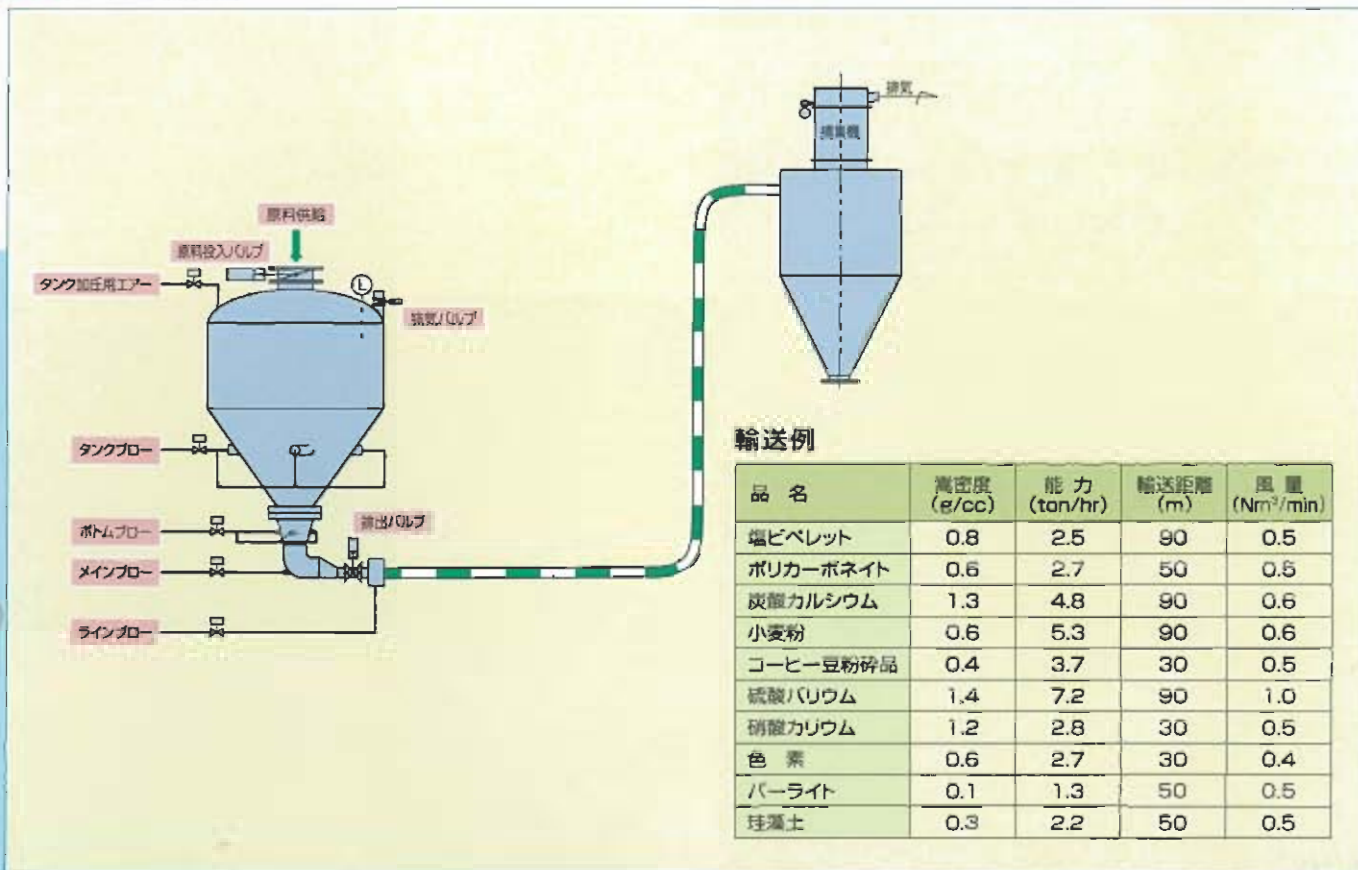 排気
捕集機
原料供給
原料投入バルブ
タンク加圧用エアー
L
排気バルブ
タンクブロー
ボトムブロー
排出バルブ
メインブロー
ラインブロー
輸送例
品 名 嵩密度 (g/cc) 能 力 (ton/hr) 輸送距離 (m) 風 量 (Nm³/min)
塩ビペレット 0.8 2.5 90 0.5
ポリカーボネイト 0.6 2.7 50 0.5
炭酸カルシウム 1.3 4.8 90 0.6
小麦粉 0.6 5.3 90 0.6
コーヒー豆粉砕品 0.4 3.7 30 0.5
硫酸バリウム 1.4 7.2 90 1.0
硝酸カリウム 1.2 2.8 30 0.5
色 素 0.6 2.7 30 0.4
パーライト 0.1 1.3 50 0.5
珪藻土 0.3 2.2 50 0.5